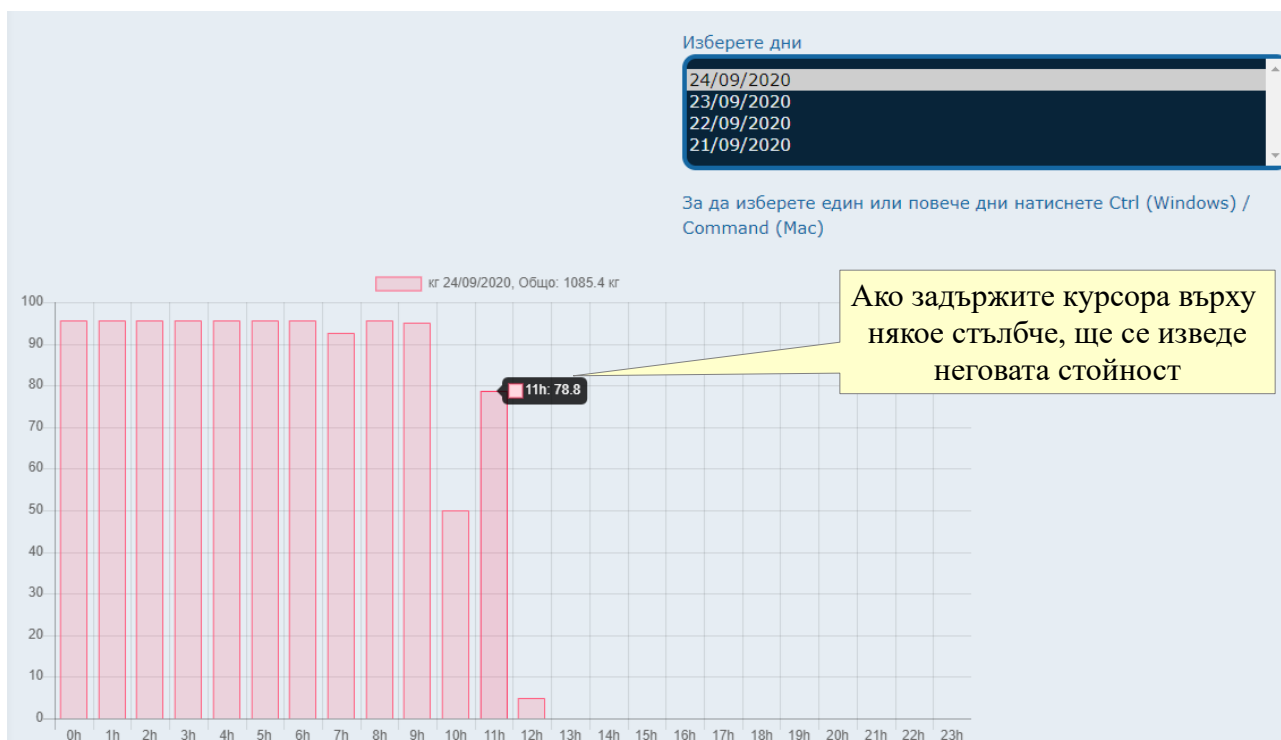 Изберете дни
24/09/2020
23/09/2020
22/09/2020
21/09/2020
За да изберете един или повече дни натиснете Ctrl (Windows) /
Command (Mac)
кг 24/09/2020, Общо: 1085.4 кг
Ако задържите курсора върху
някое стълбче, ще се изведе
неговата стойност
100
90
80
70
60
50
40
30
20
10
0
11h: 78.8
0h 1h 2h 3h 4h 5h 6h 7h 8h 9h 10h 11h 12h 13h 14h 15h 16h 17h 18h 19h 20h 21h 22h 23h